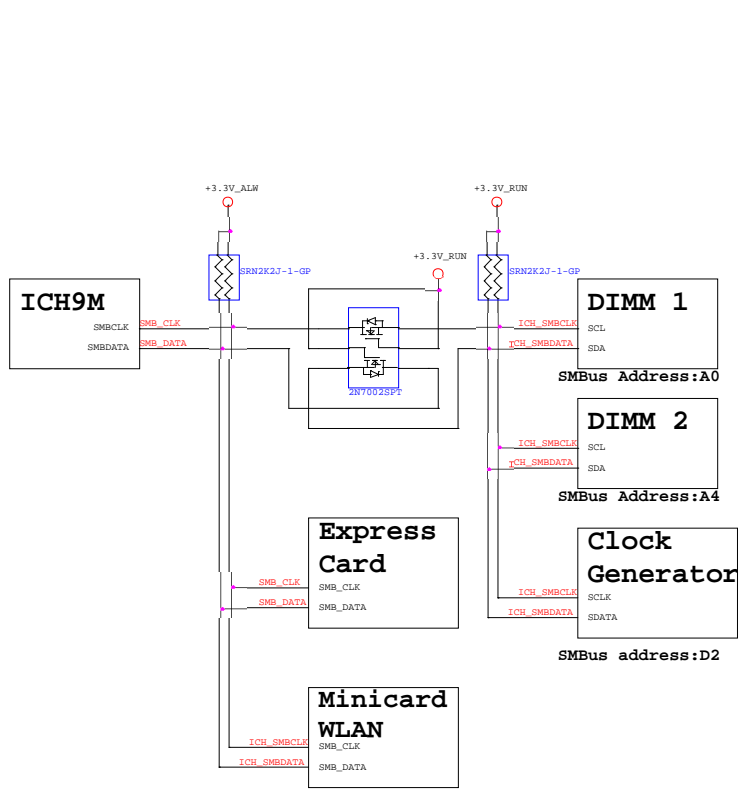 +3.3V_ALW
+3.3V_RUN
+3.3V_RUN
SRN2K2J-1-GP
SRN2K2J-1-GP
ICH9M
SMBCLK
SMB_CLK
SMBDATA
SMB_DATA
2N7002SPT
DIMM 1
ICH_SMBCLK
SCL
ICH_SMBDATA
SDA
SMBus Address:A0
DIMM 2
ICH_SMBCLK
SCL
ICH_SMBDATA
SDA
SMBus Address:A4
Express
Card
SMB_CLK
SMB_CLK
SMB_DATA
SMB_DATA
Clock
Generator
ICH_SMBCLK
SCLK
ICH_SMBDATA
SDATA
SMBus address:D2
Minicard
WLAN
ICH_SMBCLK
SMB_CLK
ICH_SMBDATA
SMB_DATA